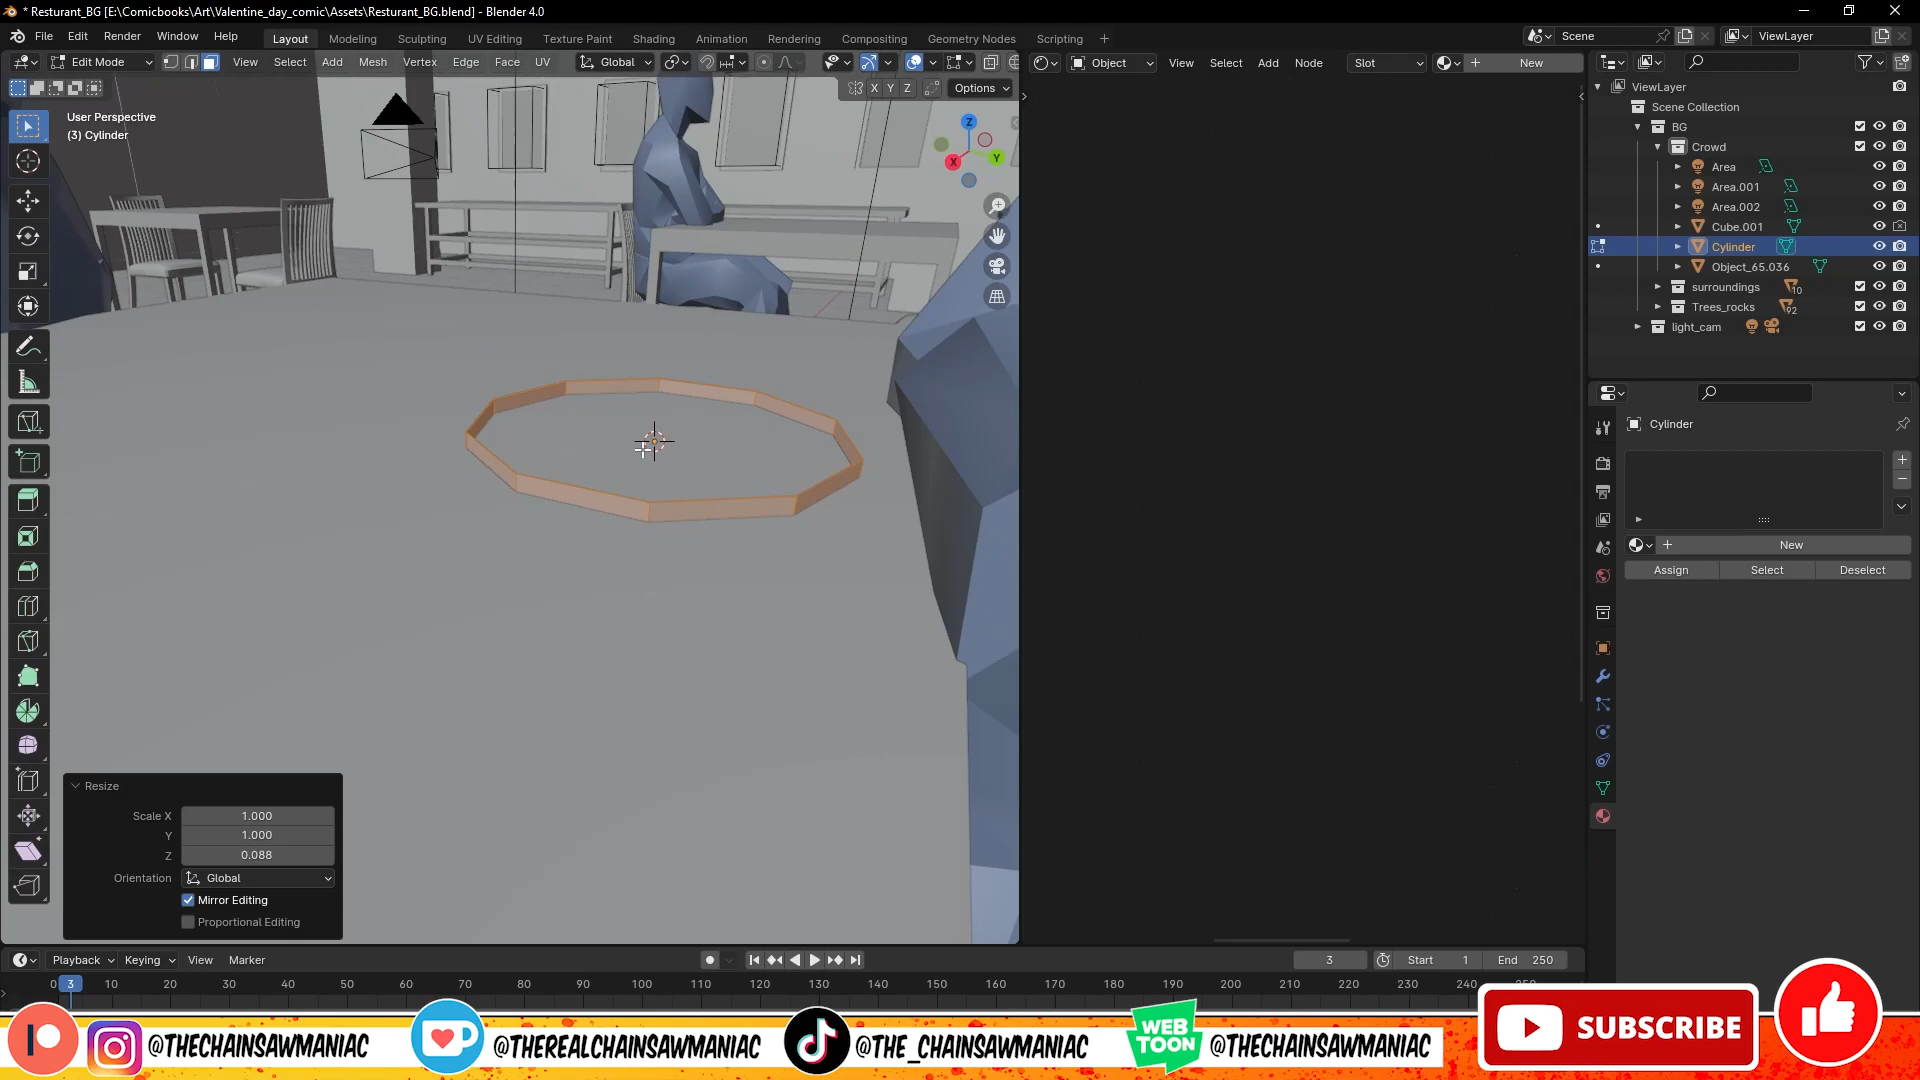 * Resturant_BG [E:\Comicbooks\Art\Valentine_day_comic\Assets\Resturant_BG.blend] - Blender 4.0
File Edit Render Window Help Layout Modeling Sculpting UV Editing Texture Paint Shading Animation Rendering Compositing Geometry Nodes Scripting + Scene ViewLayer
Edit Mode View Select Add Mesh Vertex Edge Face UV Global Object View Select Add Node Slot New
X Y Z Options
User Perspective
(3) Cylinder
Z
Y
X
ViewLayer
Scene Collection
BG
Crowd
Area
Area.001
Area.002
Cube.001
Cylinder
Object_65.036
surroundings 10
Trees_rocks 92
light_cam
Cylinder
New
Assign Select Deselect
Resize
Scale X 1.000
Y 1.000
Z 0.088
Orientation Global
Mirror Editing
Proportional Editing
Playback Keying View Marker 3 Start 1 End 250
0 3 10 20 30 40 50 60 70 80 90 100 110 120 130 140 150 160 170 180 190 200 210 220 230 240 250
@THECHAINSAWMANIAC @THEREALCHAINSAWMANIAC @THE_CHAINSAWMANIAC WEB TOON @THECHAINSAWMANIAC SUBSCRIBE